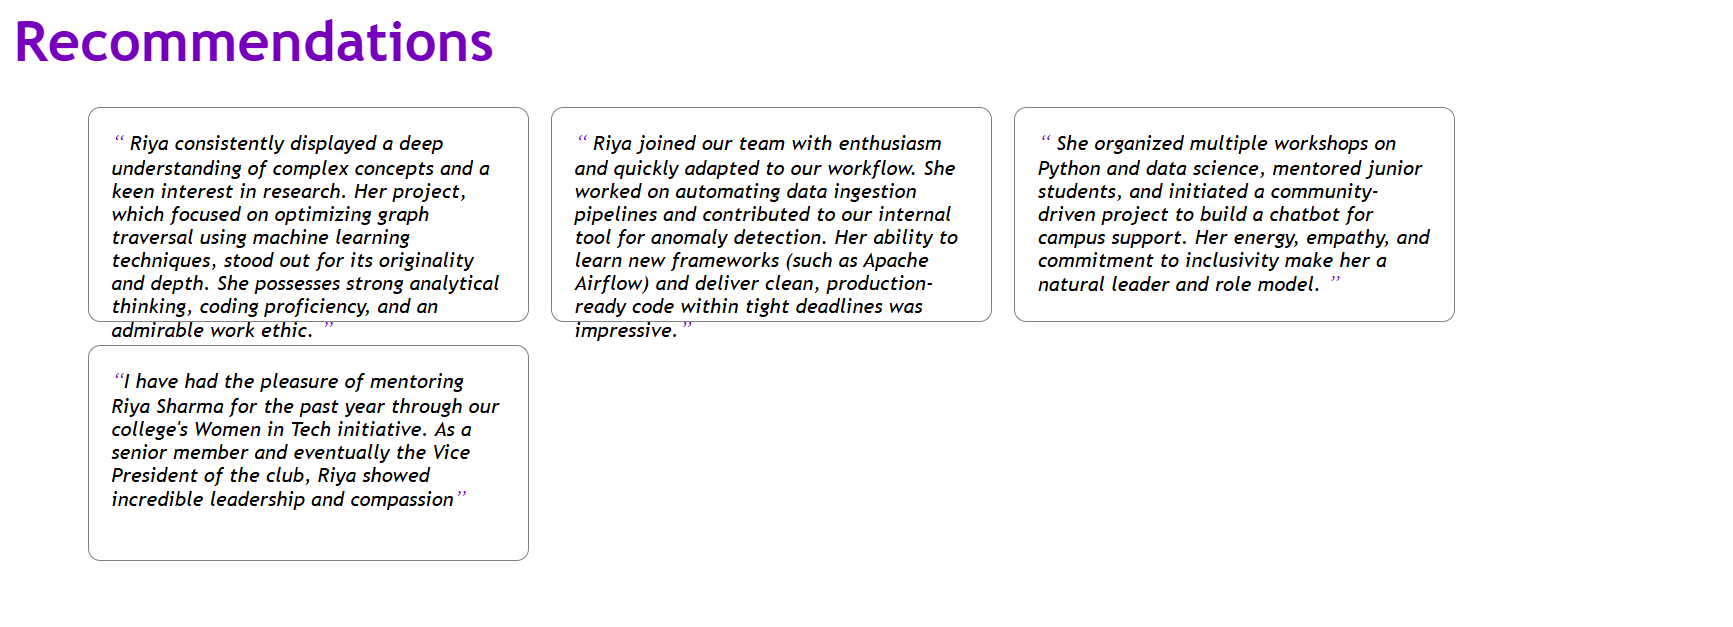 Recommendations
“ Riya consistently displayed a deep
understanding of complex concepts and a
keen interest in research. Her project,
which focused on optimizing graph
traversal using machine learning
techniques, stood out for its originality
and depth. She possesses strong analytical
thinking, coding proficiency, and an
admirable work ethic. ”
“ Riya joined our team with enthusiasm
and quickly adapted to our workflow. She
worked on automating data ingestion
pipelines and contributed to our internal
tool for anomaly detection. Her ability to
learn new frameworks (such as Apache
Airflow) and deliver clean, production-
ready code within tight deadlines was
impressive.”
“ She organized multiple workshops on
Python and data science, mentored junior
students, and initiated a community-
driven project to build a chatbot for
campus support. Her energy, empathy, and
commitment to inclusivity make her a
natural leader and role model. ”
“I have had the pleasure of mentoring
Riya Sharma for the past year through our
college's Women in Tech initiative. As a
senior member and eventually the Vice
President of the club, Riya showed
incredible leadership and compassion”